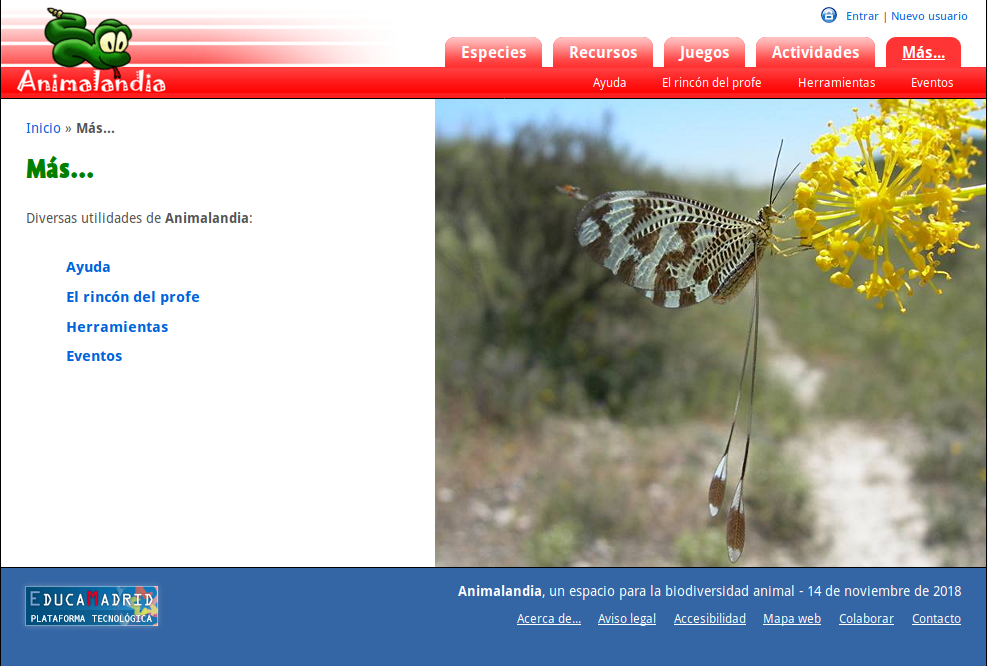 Entrar | Nuevo usuario
Animalandia
Especies Recursos Juegos Actividades Más...
Ayuda El rincón del profe Herramientas Eventos
Inicio » Más...
Más...
Diversas utilidades de Animalandia:
Ayuda
El rincón del profe
Herramientas
Eventos
EDUCAMADRID
PLATAFORMA TECNOLÓGICA
Animalandia, un espacio para la biodiversidad animal - 14 de noviembre de 2018
Acerca de... Aviso legal Accesibilidad Mapa web Colaborar Contacto